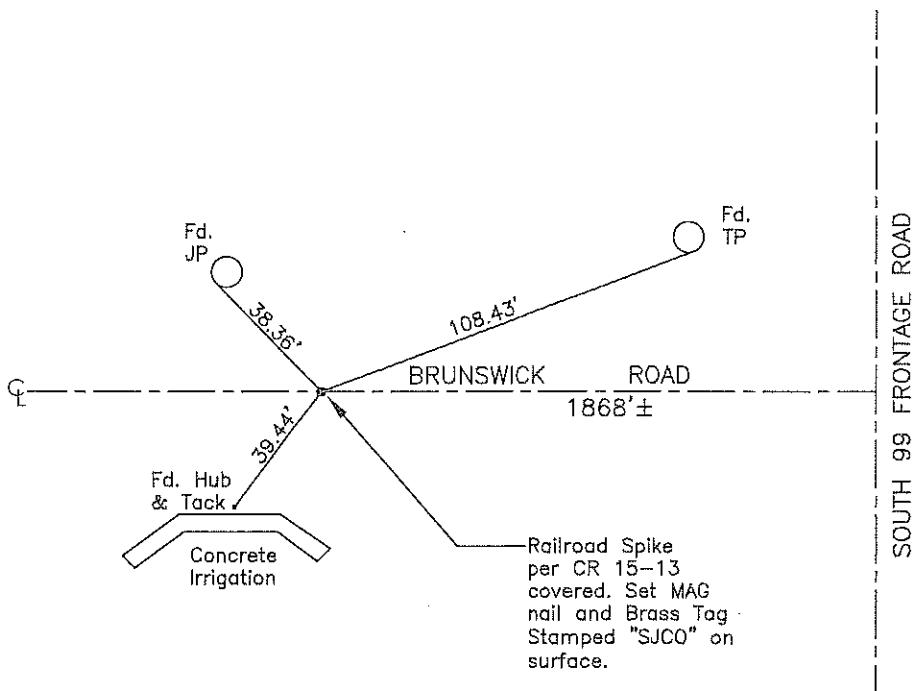 Fd.
JP
Fd.
TP
38.36'
108.43'
SOUTH 99 FRONTAGE ROAD
℄
BRUNSWICK ROAD
1868'±
39.44'
Fd. Hub
& Tack
Concrete
Irrigation
Railroad Spike
per CR 15-13
covered. Set MAG
nail and Brass Tag
Stamped "SJCO" on
surface.